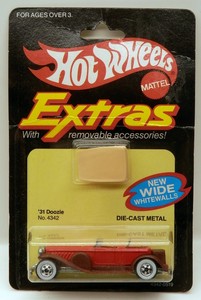 FOR AGES OVER 3.
HOT WHEELS
MATTEL
Extras
With removable accessories!
NEW
WIDE
WHITEWALLS
'31 Doozie
No. 4342
DIE-CAST METAL